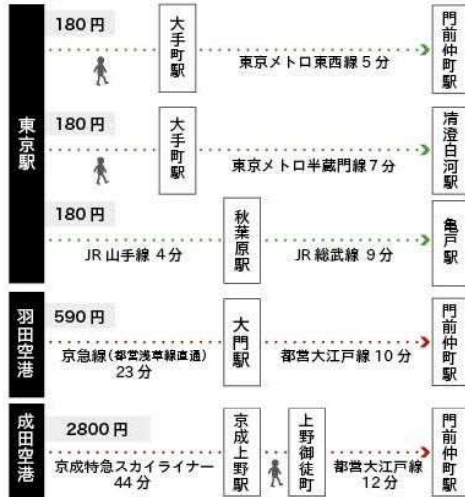 東京駅
180円
大手町駅
東京メトロ東西線5分
門前仲町駅
180円
大手町駅
東京メトロ半蔵門線7分
清澄白河駅
180円
JR山手線 4分
秋葉原駅
JR総武線 9分
亀戸駅
羽田空港
590円
京急線(都営浅草線直通)
23分
大門駅
都営大江戸線10分
門前仲町駅
成田空港
2800円
京成特急スカイライナー
44分
京成上野駅
上野御徒町
都営大江戸線
12分
門前仲町駅